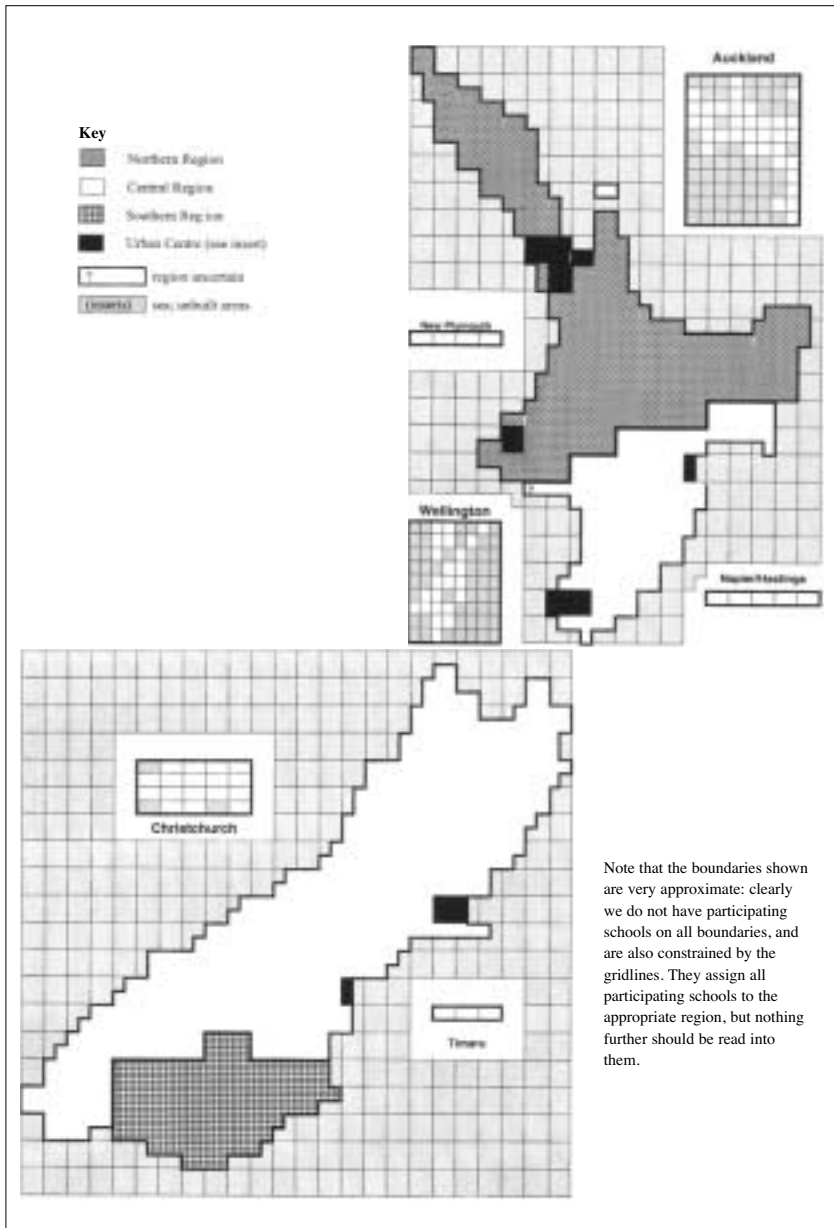 Auckland
Key
Northern Region
Central Region
Southern Region
Urban Centre (see inset)
? region uncertain
(insets) sea; unbuilt areas
New Plymouth
?
Wellington
Napier/Hastings
Christchurch
Timaru
Note that the boundaries shown
are very approximate: clearly
we do not have participating
schools on all boundaries, and
are also constrained by the
gridlines. They assign all
participating schools to the
appropriate region, but nothing
further should be read into
them.